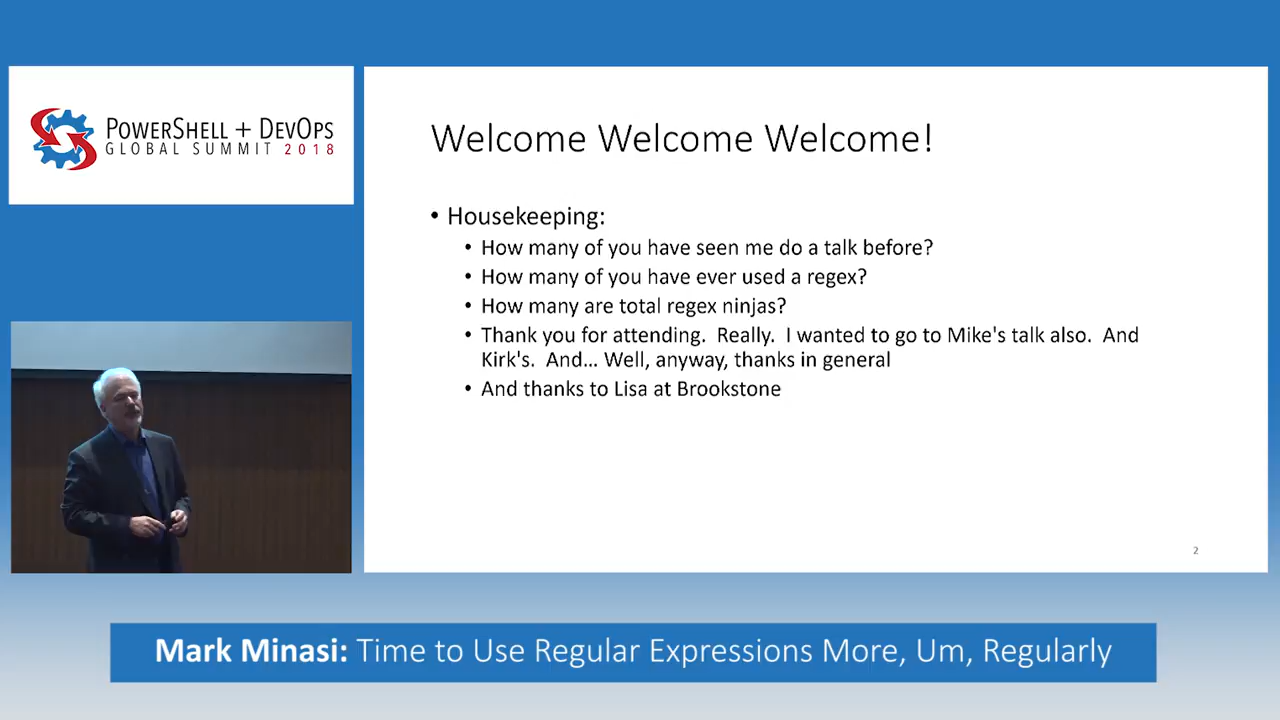 POWERSHELL + DEVOPS
GLOBAL SUMMIT 2018
Welcome Welcome Welcome!
• Housekeeping:
• How many of you have seen me do a talk before?
• How many of you have ever used a regex?
• How many are total regex ninjas?
• Thank you for attending.  Really.  I wanted to go to Mike's talk also.  And
Kirk's.  And... Well, anyway, thanks in general
• And thanks to Lisa at Brookstone
2
Mark Minasi: Time to Use Regular Expressions More, Um, Regularly